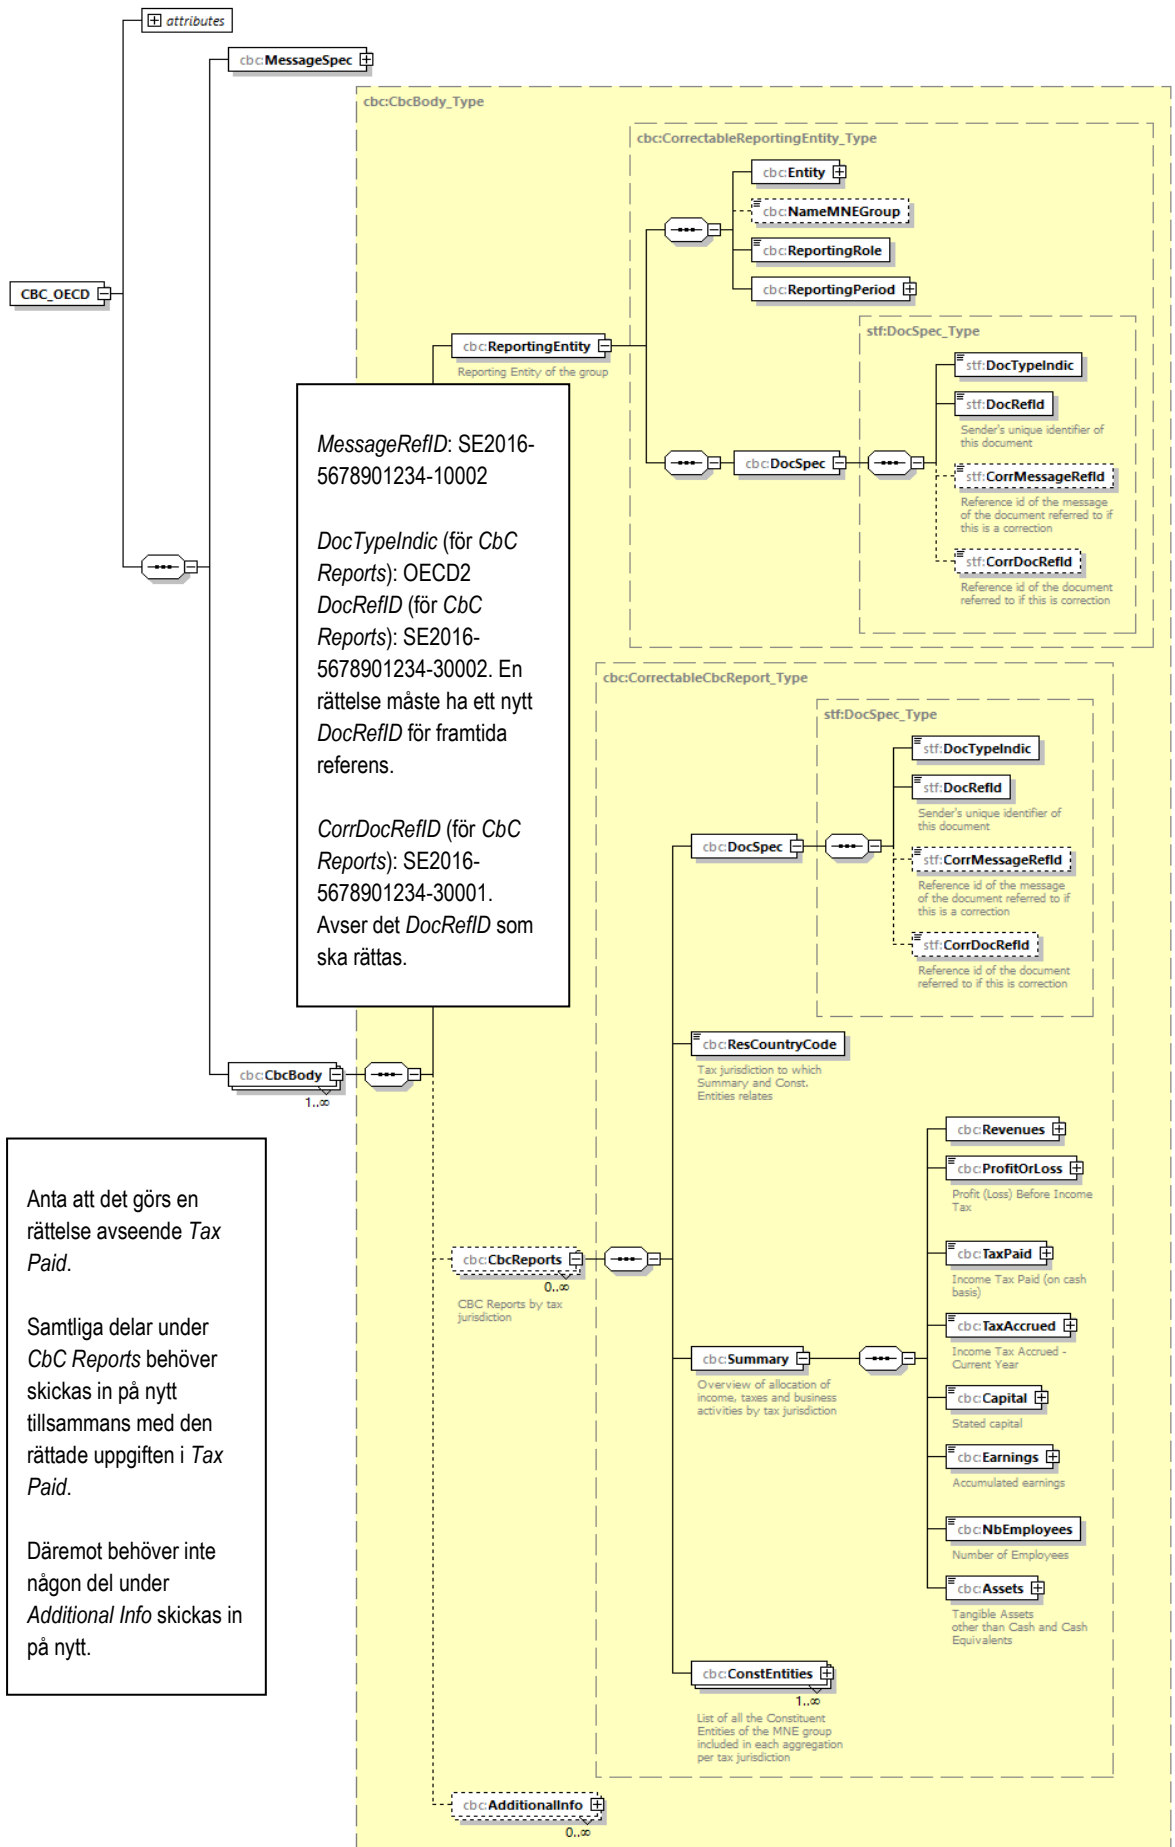 attributes
cbc:MessageSpec
cbc:CbcBody_Type
cbc:CorrectableReportingEntity_Type
cbc:Entity
cbc:NameMNEGroup
cbc:ReportingRole
cbc:ReportingPeriod
CBC_OECD
stf:DocSpec_Type
cbc:ReportingEntity
Reporting Entity of the group
stf:DocTypeIndic
stf:DocRefId
Sender's unique identifier of
this document
cbc:DocSpec
stf:CorrMessageRefId
Reference id of the message
of the document referred to if
this is a correction
stf:CorrDocRefId
Reference id of the document
referred to if this is correction
MessageRefID: SE2016-
5678901234-10002
DocTypeIndic (för CbC
Reports): OECD2
DocRefID (för CbC
Reports): SE2016-
5678901234-30002. En
rättelse måste ha ett nytt
DocRefID för framtida
referens.
CorrDocRefID (för CbC
Reports): SE2016-
5678901234-30001.
Avser det DocRefID som
ska rättas.
cbc:CorrectableCbcReport_Type
stf:DocSpec_Type
stf:DocTypeIndic
stf:DocRefId
Sender's unique identifier of
this document
cbc:DocSpec
stf:CorrMessageRefId
Reference id of the message
of the document referred to if
this is a correction
stf:CorrDocRefId
Reference id of the document
referred to if this is correction
cbc:ResCountryCode
Tax jurisdiction to which
Summary and Const.
Entities relates
cbc:CbcBody
1..∞
Anta att det görs en
rättelse avseende Tax
Paid.
Samtliga delar under
CbC Reports behöver
skickas in på nytt
tillsammans med den
rättade uppgiften i Tax
Paid.
Däremot behöver inte
någon del under
Additional Info skickas in
på nytt.
cbc:CbcReports
0..∞
CBC Reports by tax
jurisdiction
cbc:Revenues
cbc:ProfitOrLoss
Profit (Loss) Before Income
Tax
cbc:TaxPaid
Income Tax Paid (on cash
basis)
cbc:TaxAccrued
Income Tax Accrued -
Current Year
cbc:Summary
Overview of allocation of
income, taxes and business
activities by tax jurisdiction
cbc:Capital
Stated capital
cbc:Earnings
Accumulated earnings
cbc:NbEmployees
Number of Employees
cbc:Assets
Tangible Assets
other than Cash and Cash
Equivalents
cbc:ConstEntities
1..∞
List of all the Constituent
Entities of the MNE group
included in each aggregation
per tax jurisdiction
cbc:AdditionalInfo
0..∞